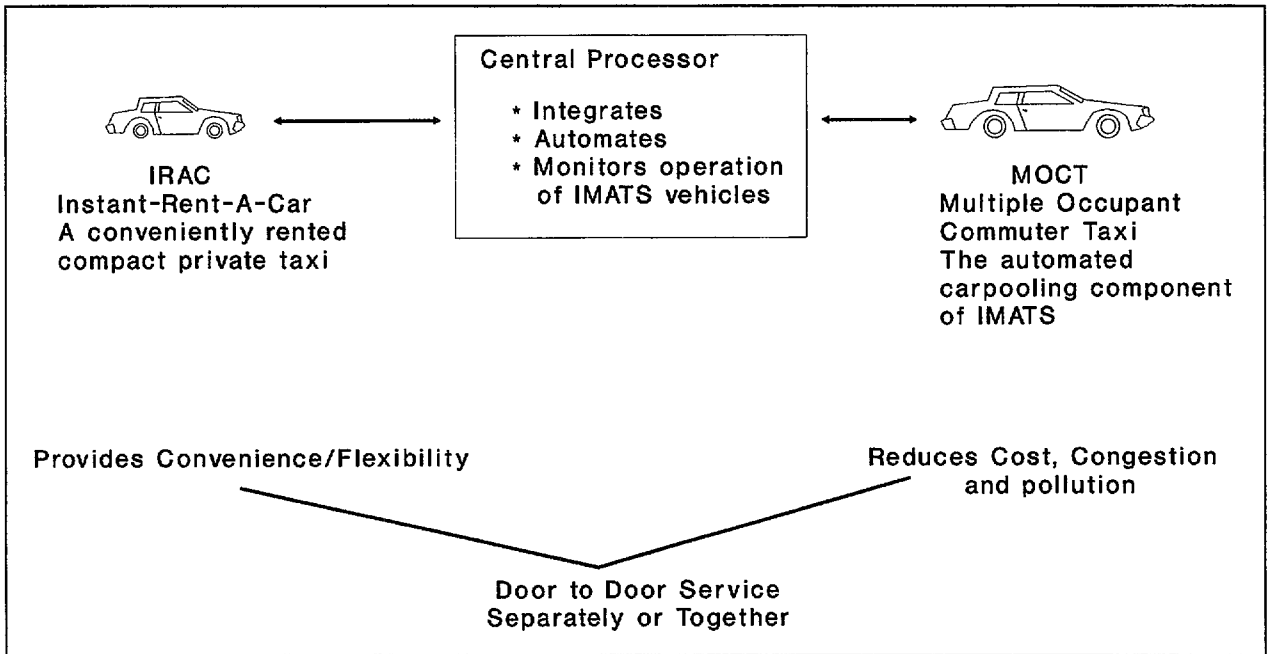 Central Processor
* Integrates
* Automates
* Monitors operation
of IMATS vehicles
IRAC
Instant-Rent-A-Car
A conveniently rented
compact private taxi
MOCT
Multiple Occupant
Commuter Taxi
The automated
carpooling component
of IMATS
Provides Convenience/Flexibility
Reduces Cost, Congestion
and pollution
Door to Door Service
Separately or Together